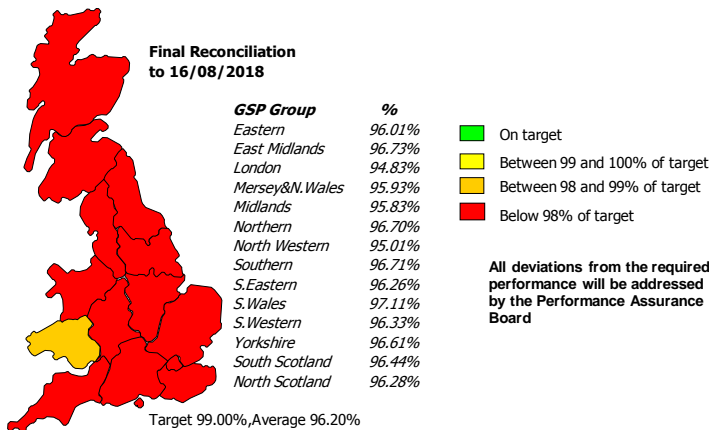 Final Reconciliation
to 16/08/2018
GSP Group %
Eastern 96.01%
East Midlands 96.73%
London 94.83%
Mersey&N.Wales 95.93%
Midlands 95.83%
Northern 96.70%
North Western 95.01%
Southern 96.71%
S.Eastern 96.26%
S.Wales 97.11%
S.Western 96.33%
Yorkshire 96.61%
South Scotland 96.44%
North Scotland 96.28%
Target 99.00%,Average 96.20%
On target
Between 99 and 100% of target
Between 98 and 99% of target
Below 98% of target
All deviations from the required
performance will be addressed
by the Performance Assurance
Board